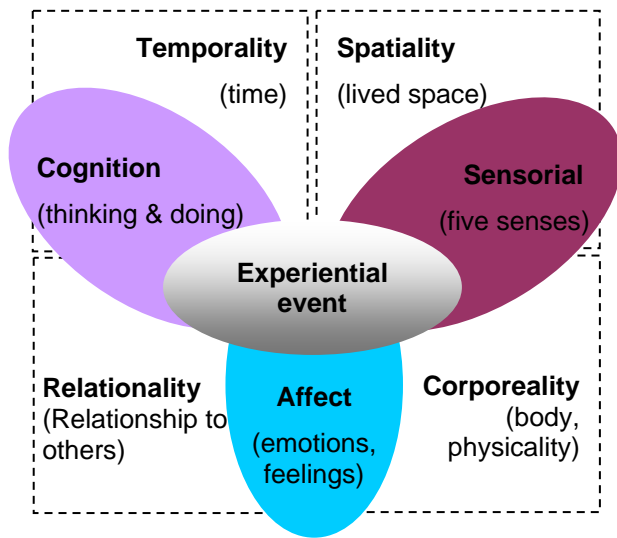 Temporality
(time)
Spatiality
(lived space)
Cognition
(thinking & doing)
Sensorial
(five senses)
Experiential
event
Relationality
(Relationship to
others)
Affect
(emotions,
feelings)
Corporeality
(body,
physicality)